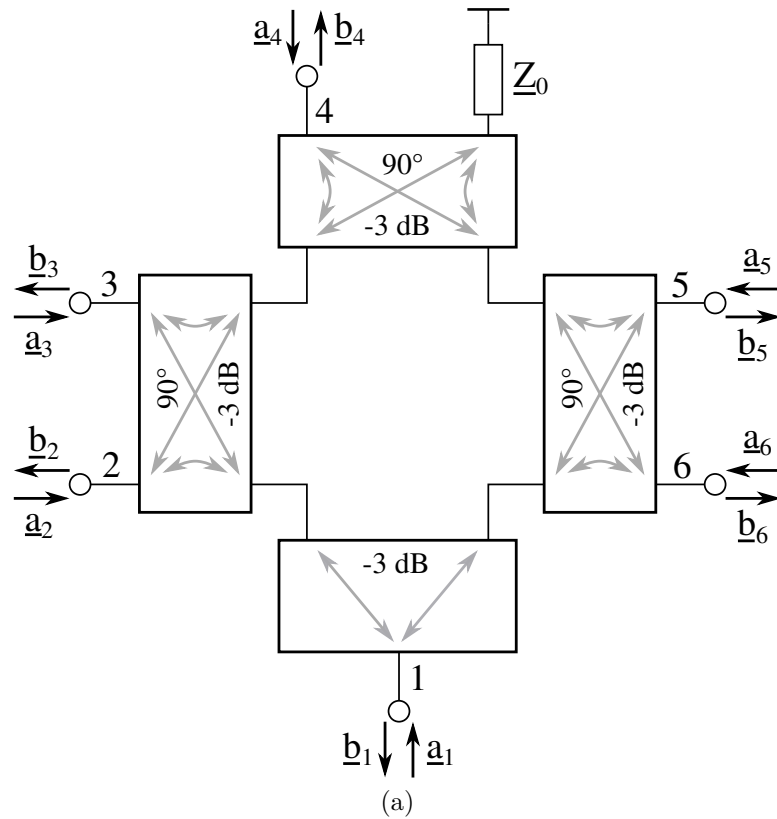 a₄ b₄
Z₀
4
90°
-3 dB
b₃ 3
a₃
90°
-3 dB
b₂ 2
a₂
5 a₅
b₅
90°
-3 dB
6 a₆
b₆
-3 dB
1
b₁ a₁
(a)